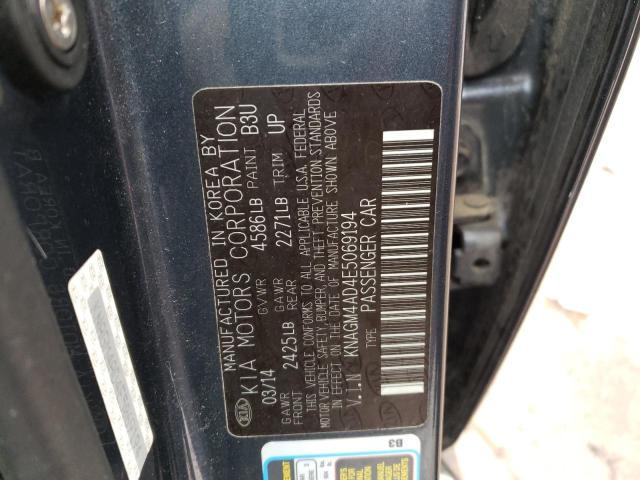 MANUFACTURED IN KOREA BY
KIA MOTORS CORPORATION
03/14 GVWR 4586LB PAINT B3U
GAWR FRONT 2425LB GAWR REAR 2271LB TRIM UP
THIS VEHICLE CONFORMS TO ALL APPLICABLE U.S.A. FEDERAL
MOTOR VEHICLE SAFETY, BUMPER, AND THEFT PREVENTION STANDARDS
IN EFFECT ON THE DATE OF MANUFACTURE SHOWN ABOVE
V.I.N KNAGM4AD4E5069194
TYPE: PASSENGER CAR
KIA
B3